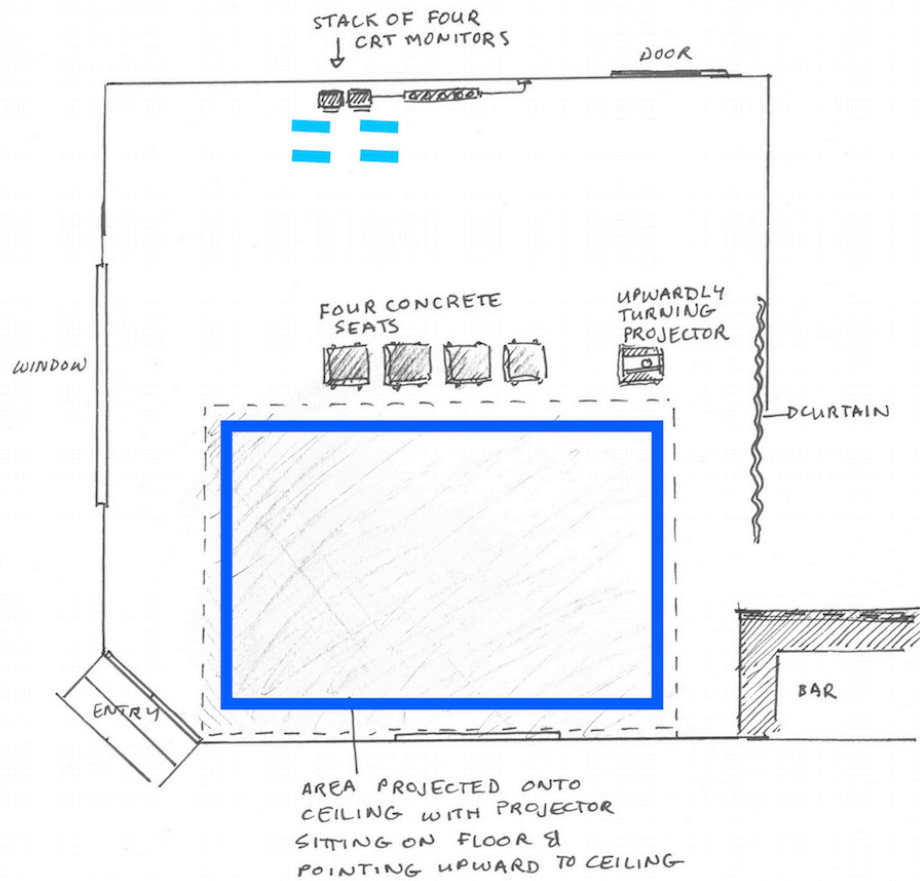 STACK OF FOUR
CRT MONITORS
DOOR
FOUR CONCRETE
SEATS
UPWARDLY
TURNING
PROJECTOR
WINDOW
CURTAIN
ENTRY
BAR
AREA PROJECTED ONTO
CEILING WITH PROJECTOR
SITTING ON FLOOR &
POINTING UPWARD TO CEILING